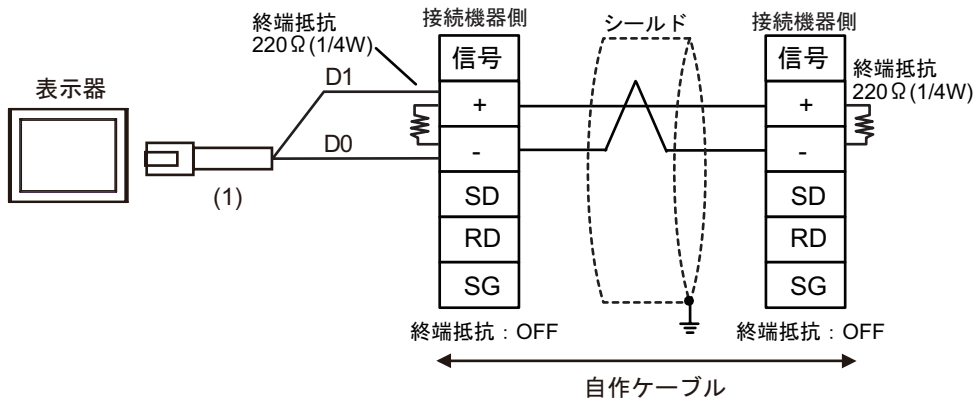 表示器
(1)
D1
D0
終端抵抗
220Ω(1/4W)
接続機器側
信号
+
-
SD
RD
SG
終端抵抗：OFF
シールド
接続機器側
信号
+
-
SD
RD
SG
終端抵抗：OFF
終端抵抗
220Ω(1/4W)
自作ケーブル